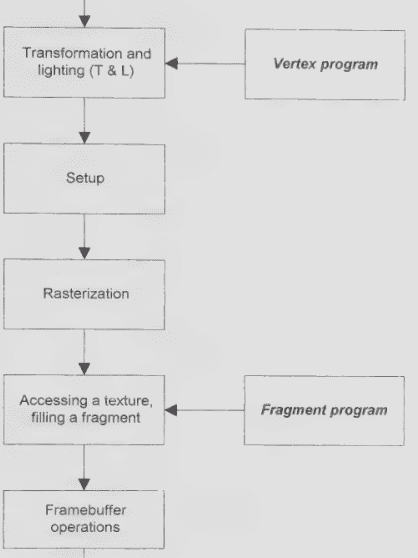 Transformation and
lighting (T & L)
Vertex program
Setup
Rasterization
Accessing a texture,
filling a fragment
Fragment program
Framebuffer
operations